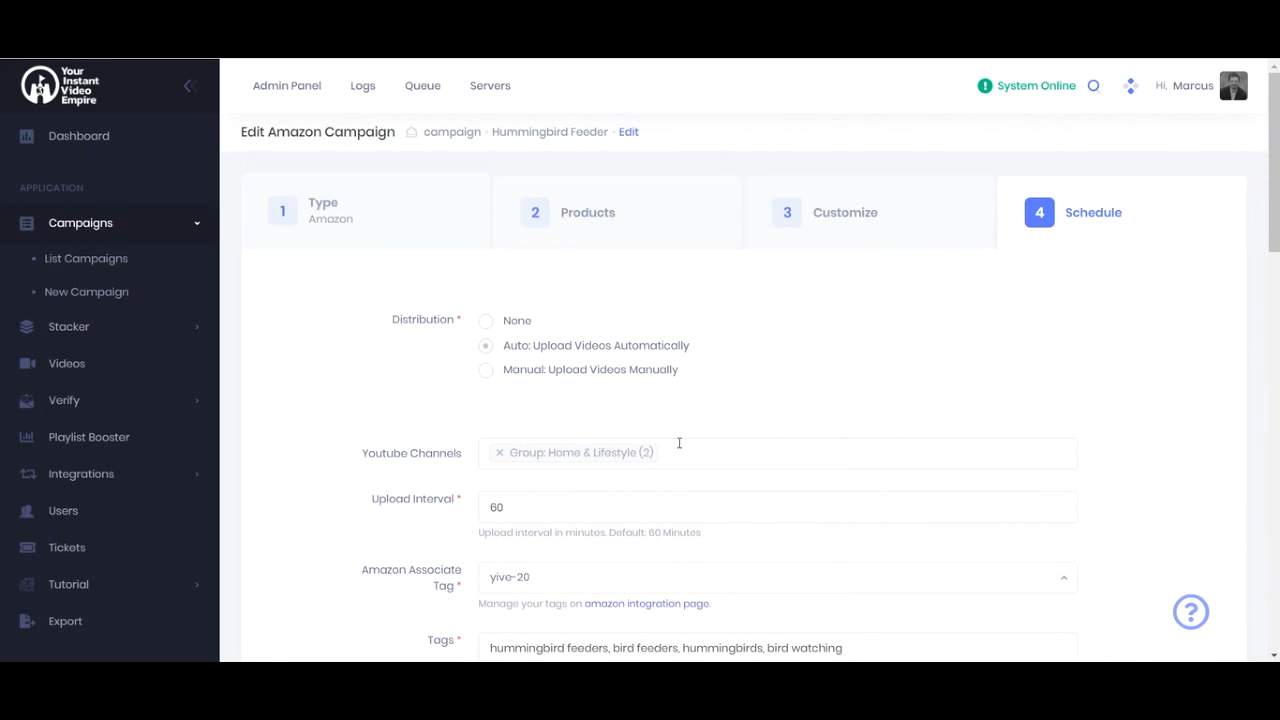 Your
Instant
Video
Empire
Admin Panel
Logs
Queue
Servers
System Online
Hi, Marcus
Dashboard
APPLICATION
Campaigns
List Campaigns
New Campaign
Stacker
Videos
Verify
Playlist Booster
Integrations
Users
Tickets
Tutorial
Export
Edit Amazon Campaign
campaign • Hummingbird Feeder • Edit
1
Type
Amazon
2
Products
3
Customize
4
Schedule
Distribution *
None
Auto: Upload Videos Automatically
Manual: Upload Videos Manually
Youtube Channels
× Group: Home & Lifestyle (2)
Upload Interval *
60
Upload interval in minutes. Default: 60 Minutes
Amazon Associate
Tag *
yive-20
Manage your tags on amazon integration page.
Tags *
hummingbird feeders, bird feeders, hummingbirds, bird watching